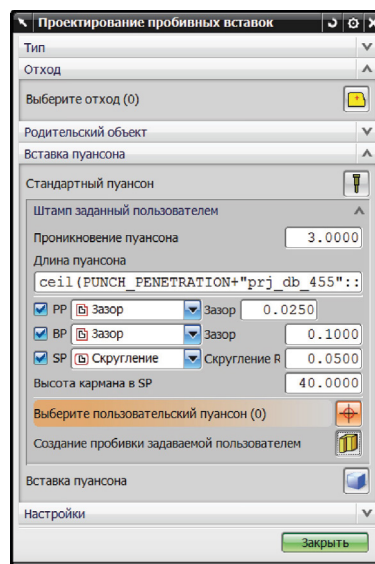 Проектирование пробивных вставок
Тип
Отход
Выберите отход (0)
Родительский объект
Вставка пуансона
Стандартный пуансон
Штамп заданный пользователем
Проникновение пуансона 3.0000
Длина пуансона
ceil(PUNCH_PENETRATION+"prj_db_455"::
PP Зазор Зазор 0.0250
BP Зазор Зазор 0.1000
SP Скругление Скругление R 0.0500
Высота кармана в SP 40.0000
Выберите пользовательский пуансон (0)
Создание пробивки задаваемой пользователем
Вставка пуансона
Настройки
Закрыть